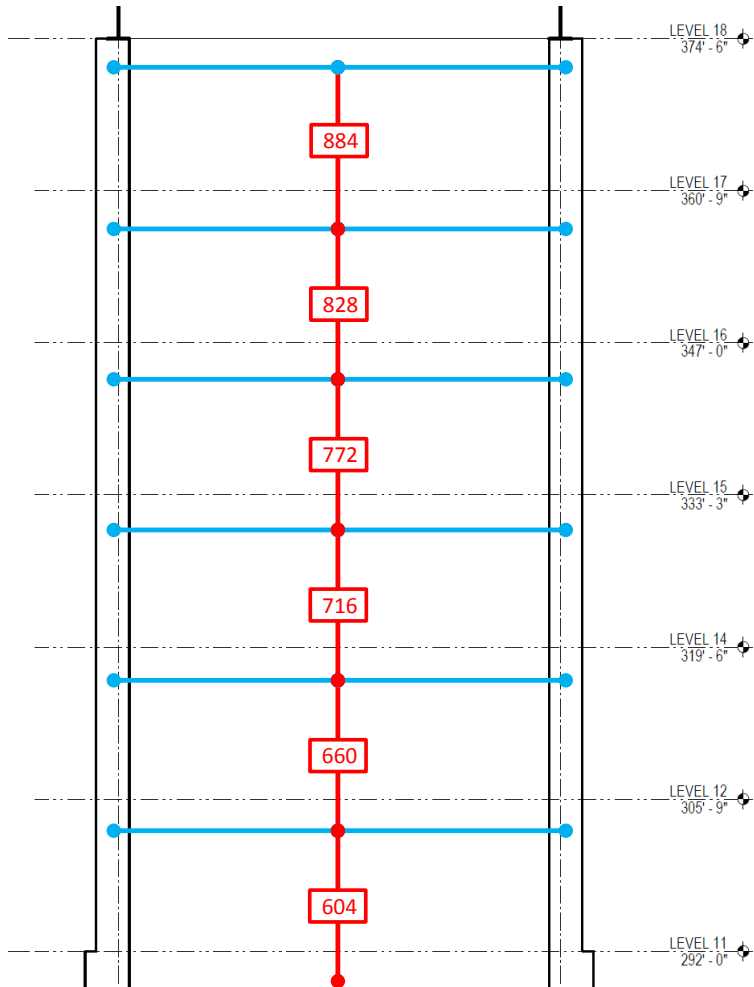 LEVEL 18
374' - 6"
884
LEVEL 17
360' - 9"
828
LEVEL 16
347' - 0"
772
LEVEL 15
333' - 3"
716
LEVEL 14
319' - 6"
660
LEVEL 12
305' - 9"
604
LEVEL 11
292' - 0"